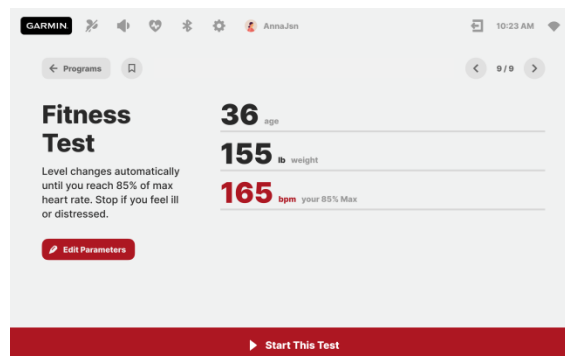 GARMIN.
AnnaJsn
10:23 AM
Programs
9 / 9
Fitness
Test
Level changes automatically
until you reach 85% of max
heart rate. Stop if you feel ill
or distressed.
Edit Parameters
36 age
155 lb weight
165 bpm your 85% Max
Start This Test